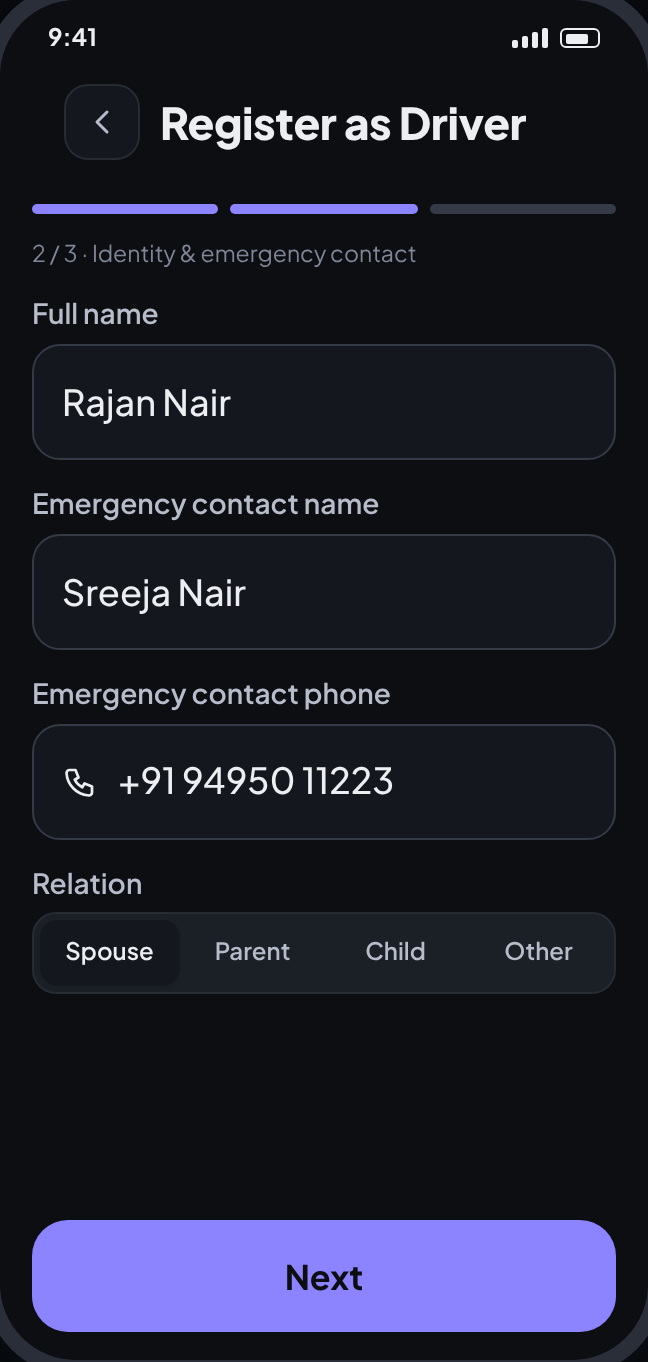 9:41
Register as Driver
2 / 3 · Identity & emergency contact
Full name
Rajan Nair
Emergency contact name
Sreeja Nair
Emergency contact phone
+91 94950 11223
Relation
Spouse Parent Child Other
Next